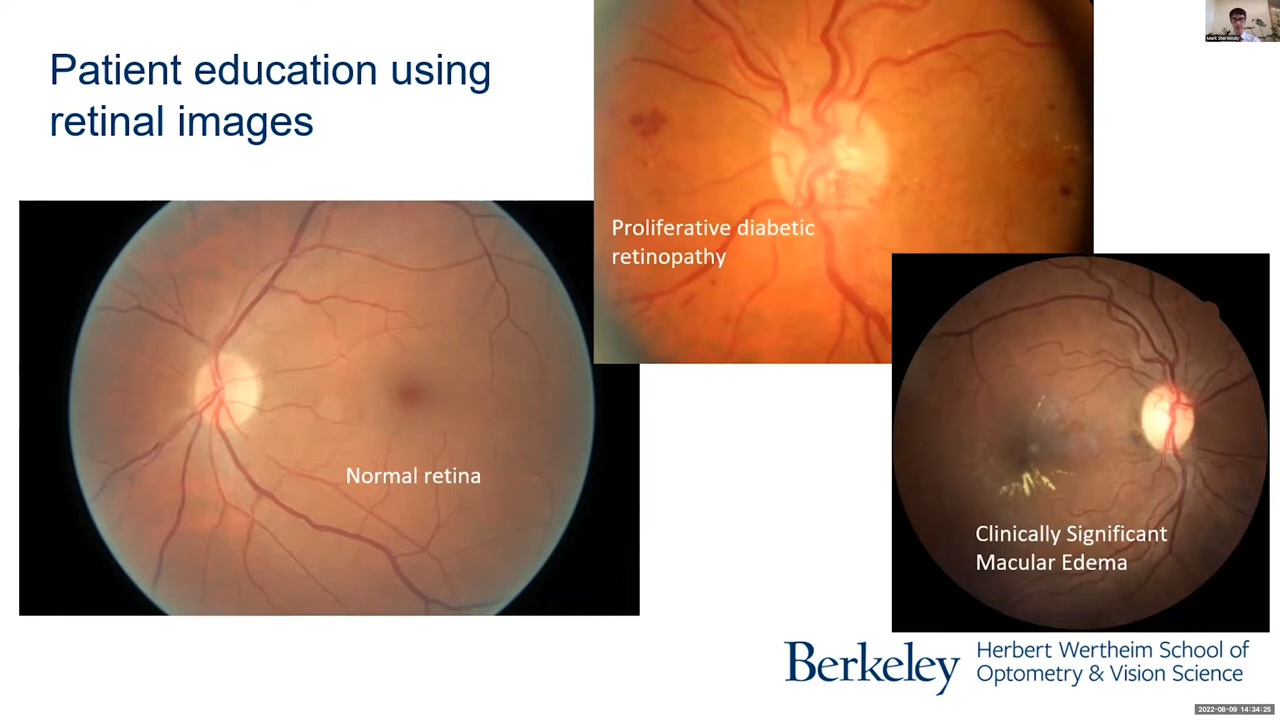 Patient education using
retinal images
Proliferative diabetic
retinopathy
Normal retina
Clinically Significant
Macular Edema
Berkeley
Herbert Wertheim School of
Optometry & Vision Science
2022-08-09 14:34:25